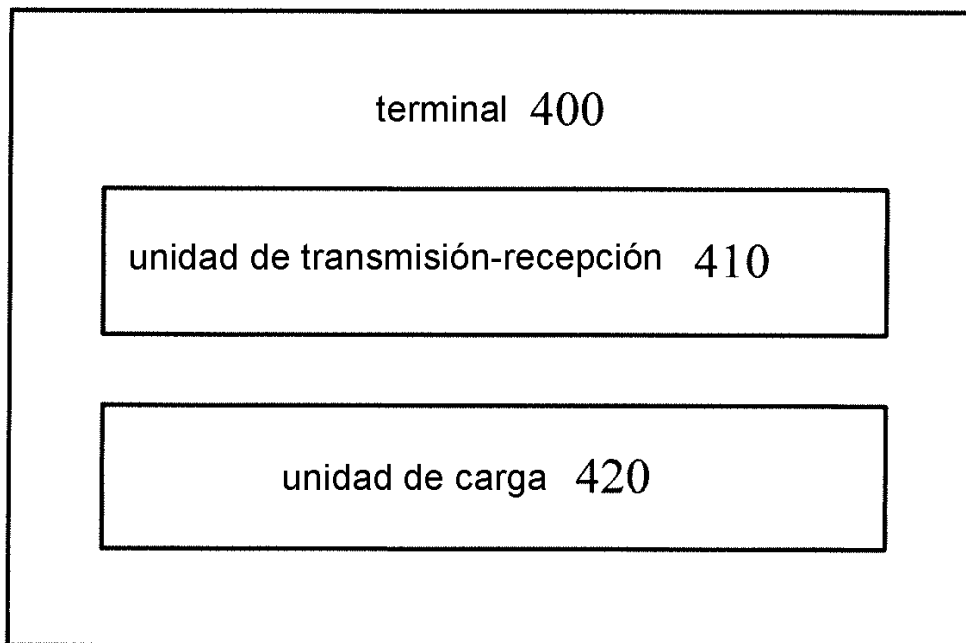 terminal 400
unidad de transmisión-recepción 410
unidad de carga 420